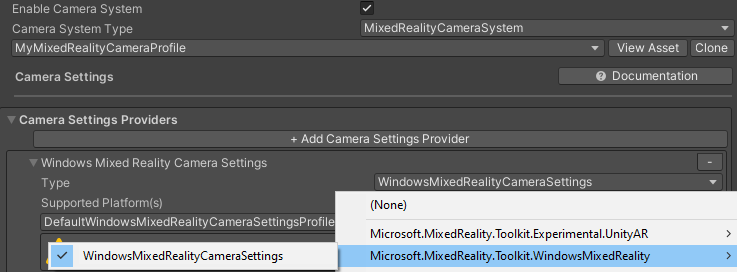 Enable Camera System
Camera System Type MixedRealityCameraSystem
MyMixedRealityCameraProfile View Asset Clone
Camera Settings Documentation
Camera Settings Providers
+ Add Camera Settings Provider
Windows Mixed Reality Camera Settings -
Type WindowsMixedRealityCameraSettings
Supported Platform(s)
(None)
DefaultWindowsMixedRealityCameraSettingsProfile
Microsoft.MixedReality.Toolkit.Experimental.UnityAR
WindowsMixedRealityCameraSettings Microsoft.MixedReality.Toolkit.WindowsMixedReality